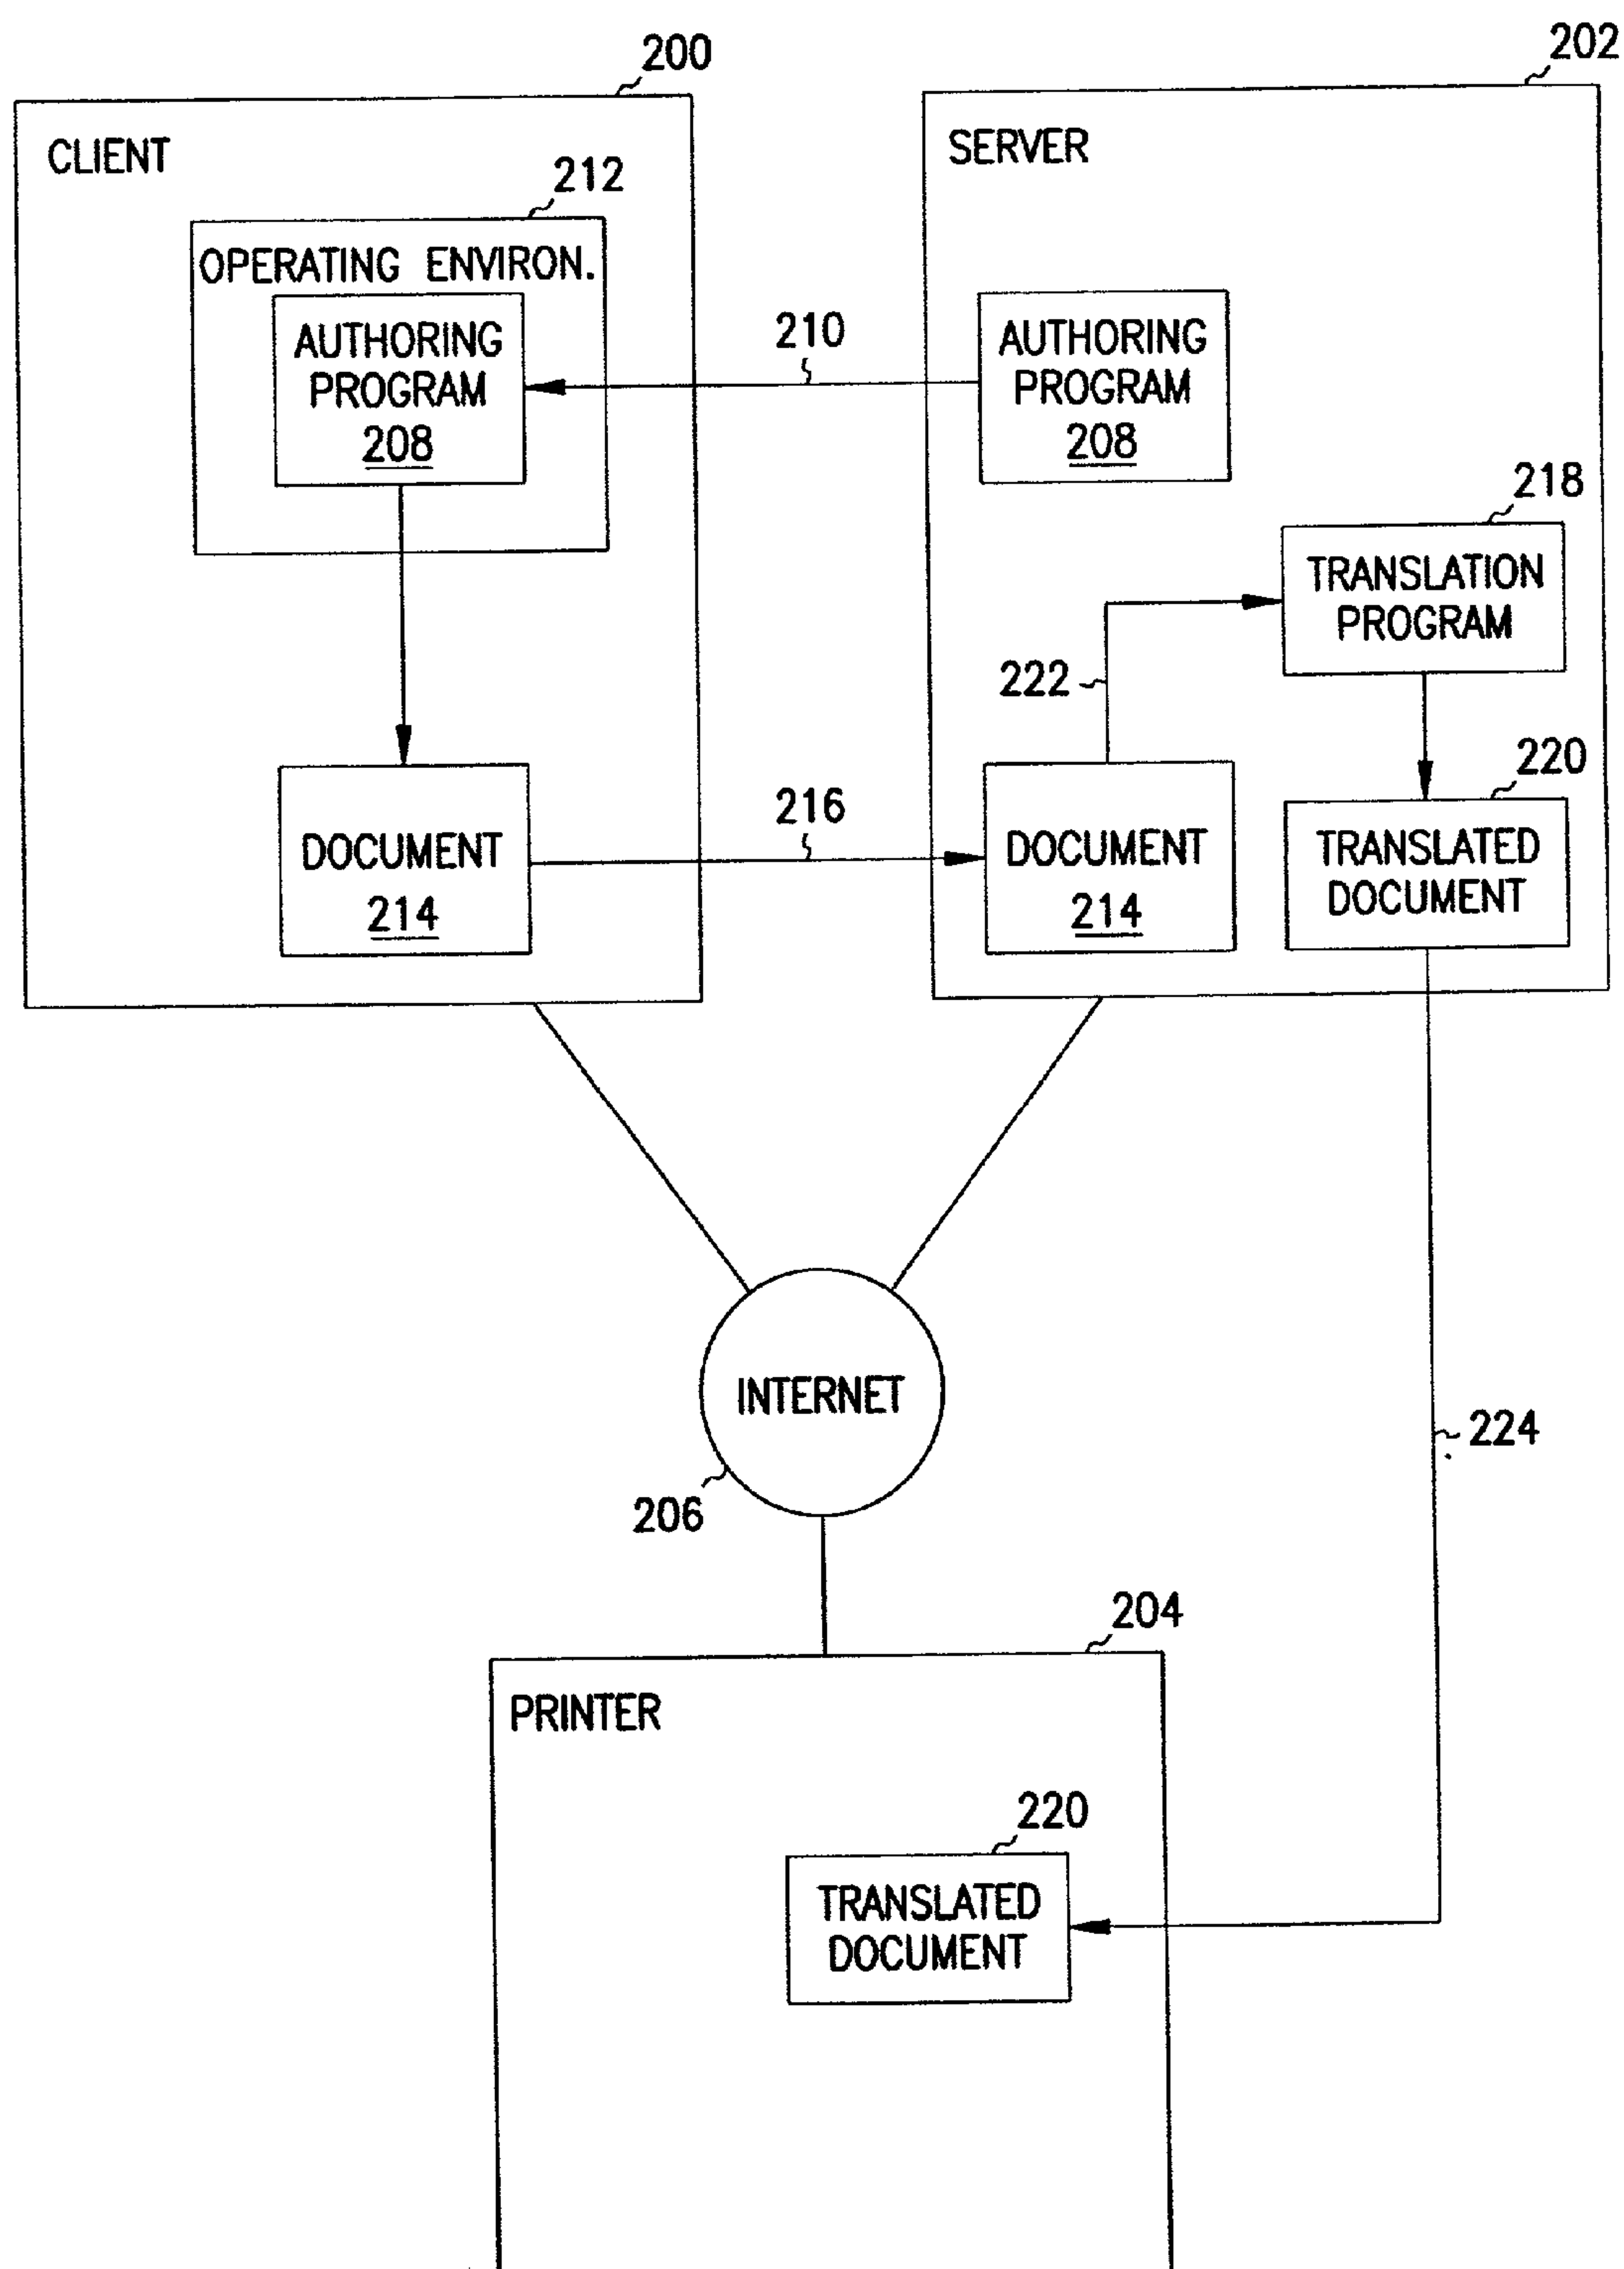 200
202
CLIENT
SERVER
212
OPERATING ENVIRON.
AUTHORING
PROGRAM
208
210
AUTHORING
PROGRAM
208
218
TRANSLATION
PROGRAM
222
220
DOCUMENT
214
216
DOCUMENT
214
TRANSLATED
DOCUMENT
INTERNET
224
206
204
PRINTER
220
TRANSLATED
DOCUMENT